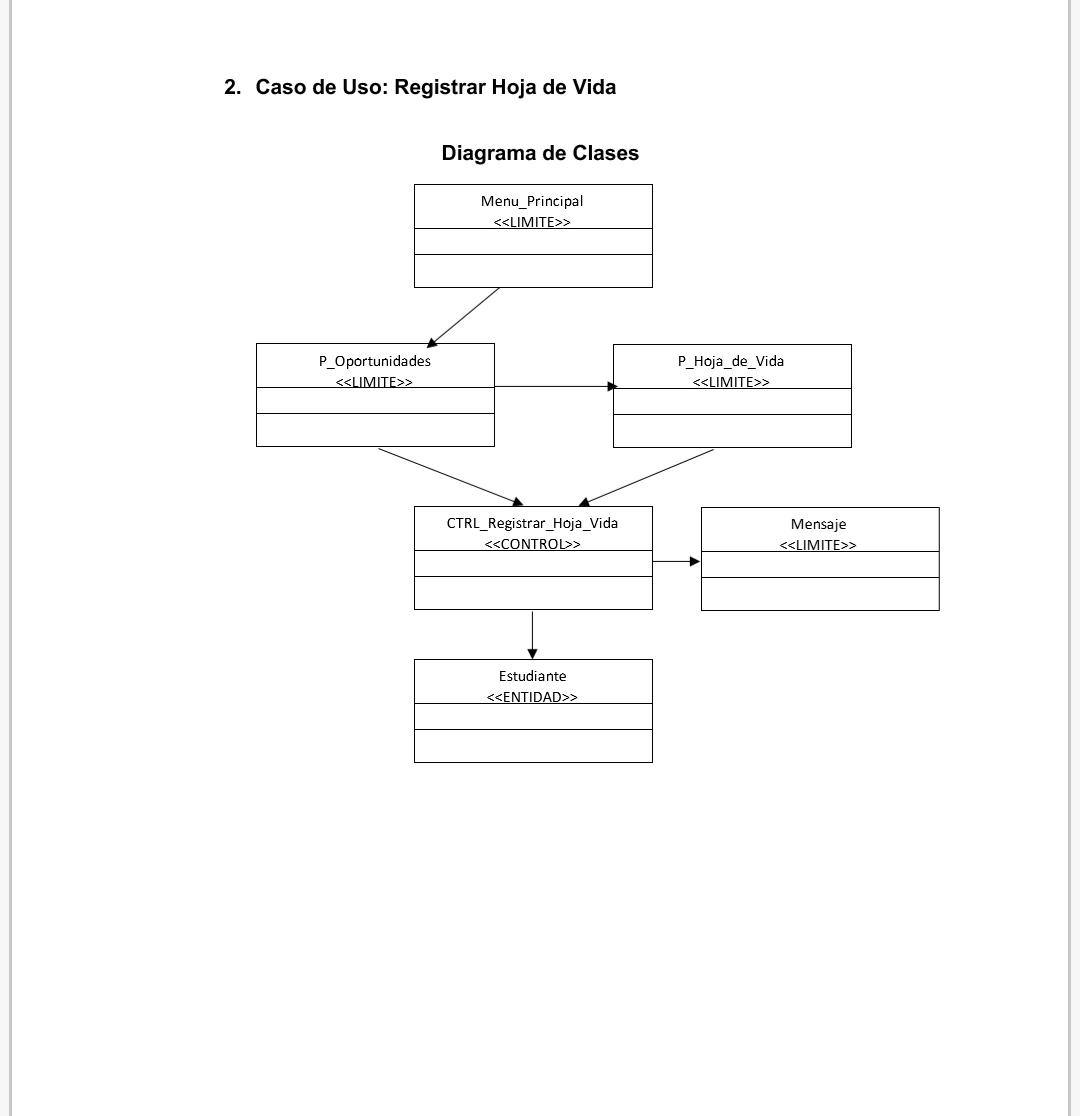 2. Caso de Uso: Registrar Hoja de Vida
Diagrama de Clases
Menu_Principal
<<LIMITE>>
P_Oportunidades
<<LIMITE>>
P_Hoja_de_Vida
<<LIMITE>>
CTRL_Registrar_Hoja_Vida
<<CONTROL>>
Mensaje
<<LIMITE>>
Estudiante
<<ENTIDAD>>